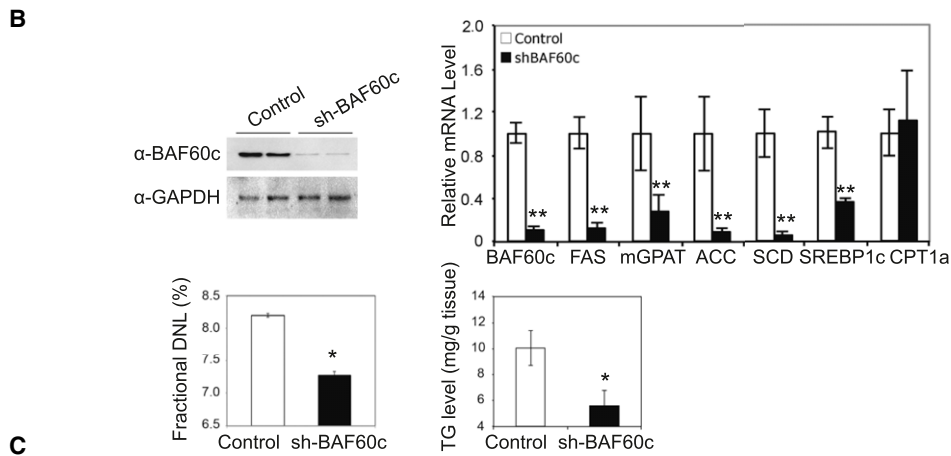 B
Control sh-BAF60c
α-BAF60c
α-GAPDH
Relative mRNA Level
2.0
1.6
1.2
0.8
0.4
0
Control
shBAF60c
** ** ** ** ** **
BAF60c FAS mGPAT ACC SCD SREBP1c CPT1a
Fractional DNL (%)
8.5
8.0
7.5
7.0
6.5
*
Control sh-BAF60c
TG level (mg/g tissue)
14
12
10
8
6
4
*
Control sh-BAF60c
C